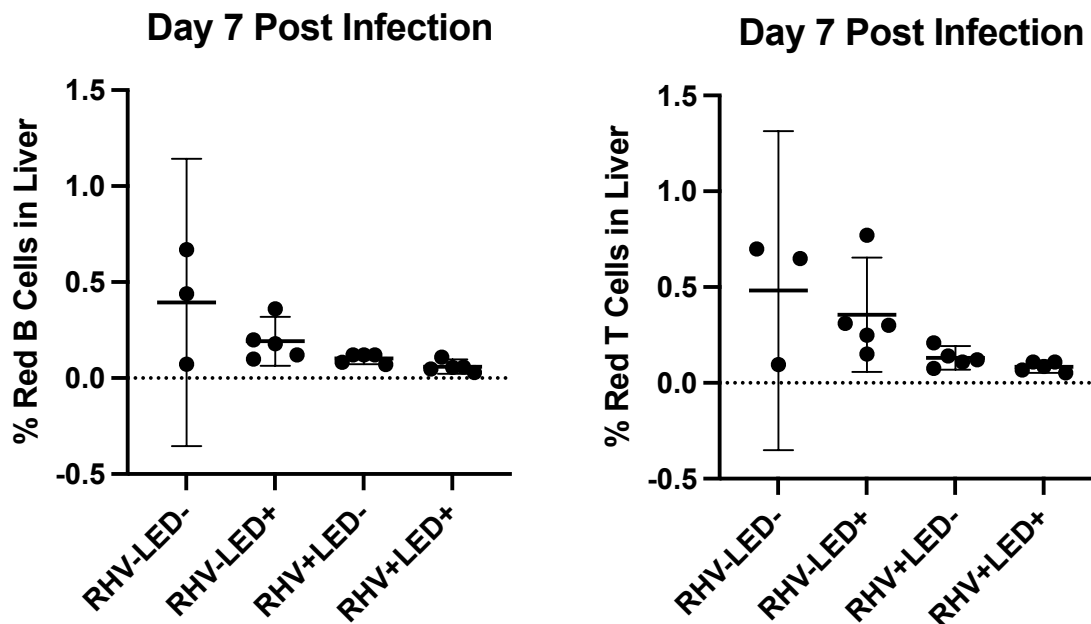 Day 7 Post Infection
% Red B Cells in Liver
1.5
1.0
0.5
0.0
-0.5
RHV-LED-
RHV-LED+
RHV+LED-
RHV+LED+
Day 7 Post Infection
% Red T Cells in Liver
1.5
1.0
0.5
0.0
-0.5
RHV-LED-
RHV-LED+
RHV+LED-
RHV+LED+